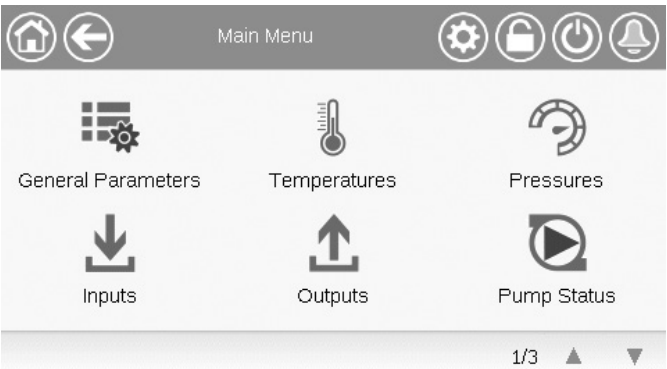 Main Menu
General Parameters
Temperatures
Pressures
Inputs
Outputs
Pump Status
1/3